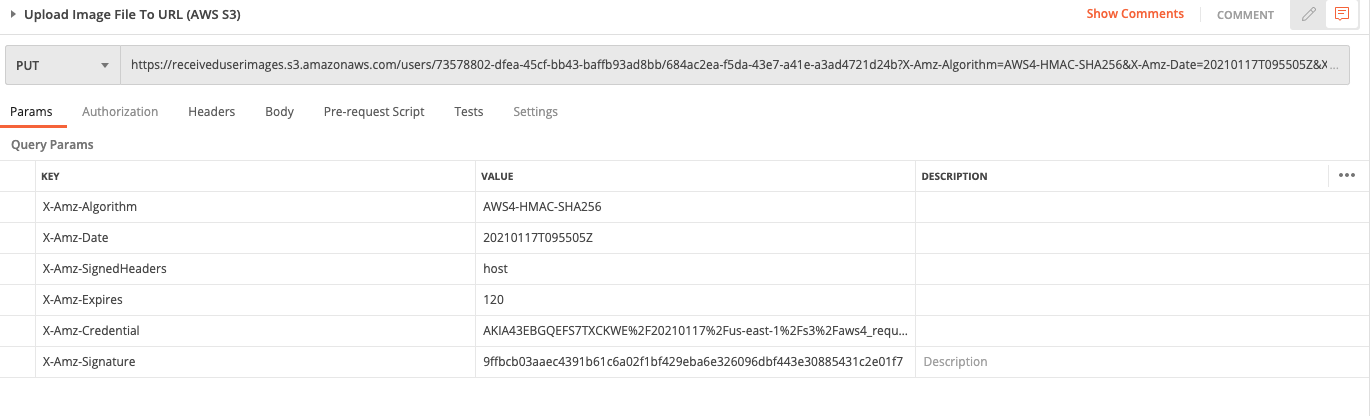 Upload Image File To URL (AWS S3) Show Comments COMMENT
PUT https://receiveduserimages.s3.amazonaws.com/users/73578802-dfea-45cf-bb43-baffb93ad8bb/684ac2ea-f5da-43e7-a41e-a3ad4721d24b?X-Amz-Algorithm=AWS4-HMAC-SHA256&X-Amz-Date=20210117T095505Z&X...
Params Authorization Headers Body Pre-request Script Tests Settings
Query Params
KEY VALUE DESCRIPTION
X-Amz-Algorithm AWS4-HMAC-SHA256
X-Amz-Date 20210117T095505Z
X-Amz-SignedHeaders host
X-Amz-Expires 120
X-Amz-Credential AKIA43EBGQEFS7TXCKWE%2F20210117%2Fus-east-1%2Fs3%2Faws4_requ...
X-Amz-Signature 9ffbcb03aaec4391b61c6a02f1bf429eba6e326096dbf443e30885431c2e01f7 Description